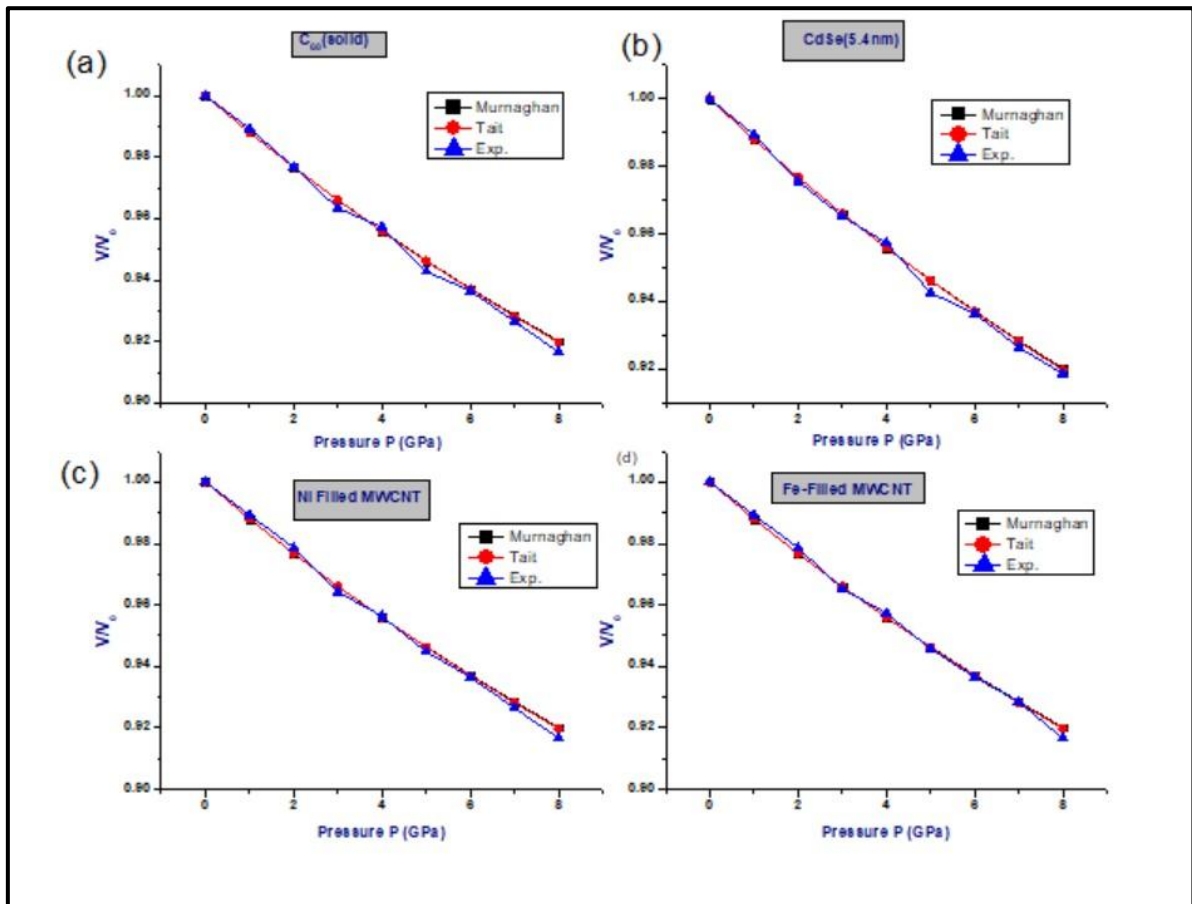 (a)
C60(solid)
Murnaghan
Tait
Exp.
1.00
0.98
0.96
0.94
0.92
0.90
V/V0
0 2 4 6 8
Pressure P (GPa)
(b)
CdSe(5.4nm)
Murnaghan
Tait
Exp.
1.00
0.98
0.96
0.94
0.92
V/V0
0 2 4 6 8
Pressure P (GPa)
(c)
Ni Filled MWCNT
Murnaghan
Tait
Exp.
1.00
0.98
0.96
0.94
0.92
0.90
V/V0
0 2 4 6 8
Pressure P (GPa)
(d)
Fe-Filled MWCNT
Murnaghan
Tait
Exp.
1.00
0.98
0.96
0.94
0.92
0.90
V/V0
0 2 4 6 8
Pressure P (GPa)